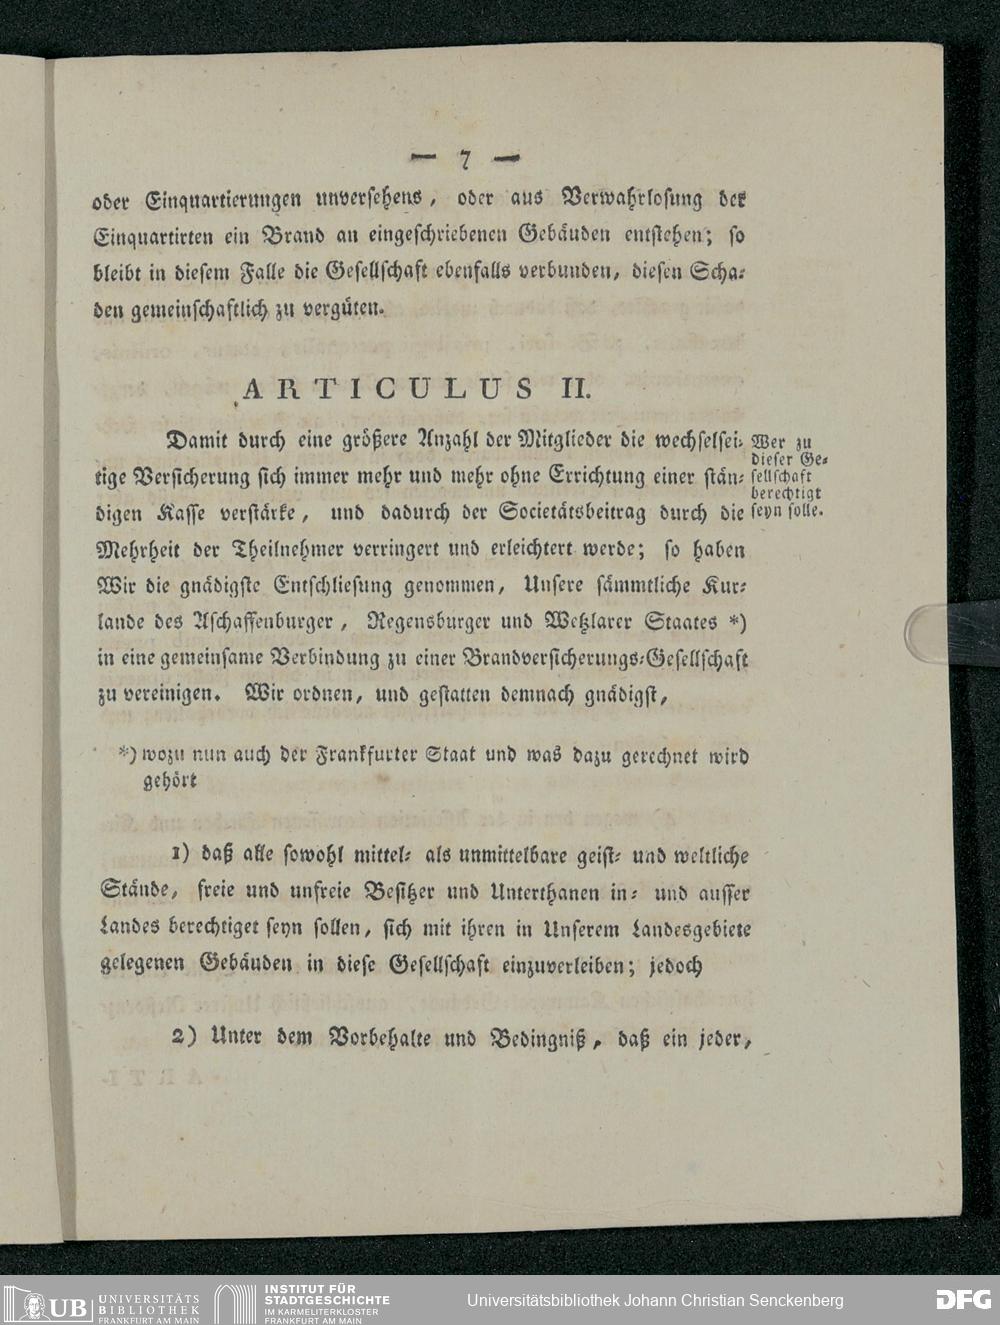 — 7 —
oder Einquartierungen unversehens, oder aus Verwahrlosung der
Einquartirten ein Brand an eingeschriebenen Gebäuden entstehen; so
bleibt in diesem Falle die Gesellschaft ebenfalls verbunden, diesen Scha-
den gemeinschaftlich zu vergüten.
ARTICULUS II.
Damit durch eine größere Anzahl der Mitglieder die wechselsei-
tige Versicherung sich immer mehr und mehr ohne Errichtung einer stän-
digen Kasse verstärke, und dadurch der Societätsbeitrag durch die
Mehrheit der Theilnehmer verringert und erleichtert werde; so haben
Wir die gnädigste Entschliesung genommen, Unsere sämmtliche Kur-
lande des Aschaffenburger, Regensburger und Wetzlarer Staates *)
in eine gemeinsame Verbindung zu einer Brandversicherungs-Gesellschaft
zu vereinigen. Wir ordnen, und gestatten demnach gnädigst,
Wer zu
dieser Ge-
sellschaft
berechtigt
seyn solle.
*) wozu nun auch der Frankfurter Staat und was dazu gerechnet wird
gehört
1) daß alle sowohl mittel- als unmittelbare geist- und weltliche
Stände, freie und unfreie Besitzer und Unterthanen in- und ausser
Landes berechtiget seyn sollen, sich mit ihren in Unserem Landesgebiete
gelegenen Gebäuden in diese Gesellschaft einzuverleiben; jedoch
2) Unter dem Vorbehalte und Bedingniß, daß ein jeder,
UB UNIVERSITÄTS
BIBLIOTHEK
FRANKFURT AM MAIN
INSTITUT FÜR
STADTGESCHICHTE
IM KARMELITERKLOSTER
FRANKFURT AM MAIN
Universitätsbibliothek Johann Christian Senckenberg
DFG